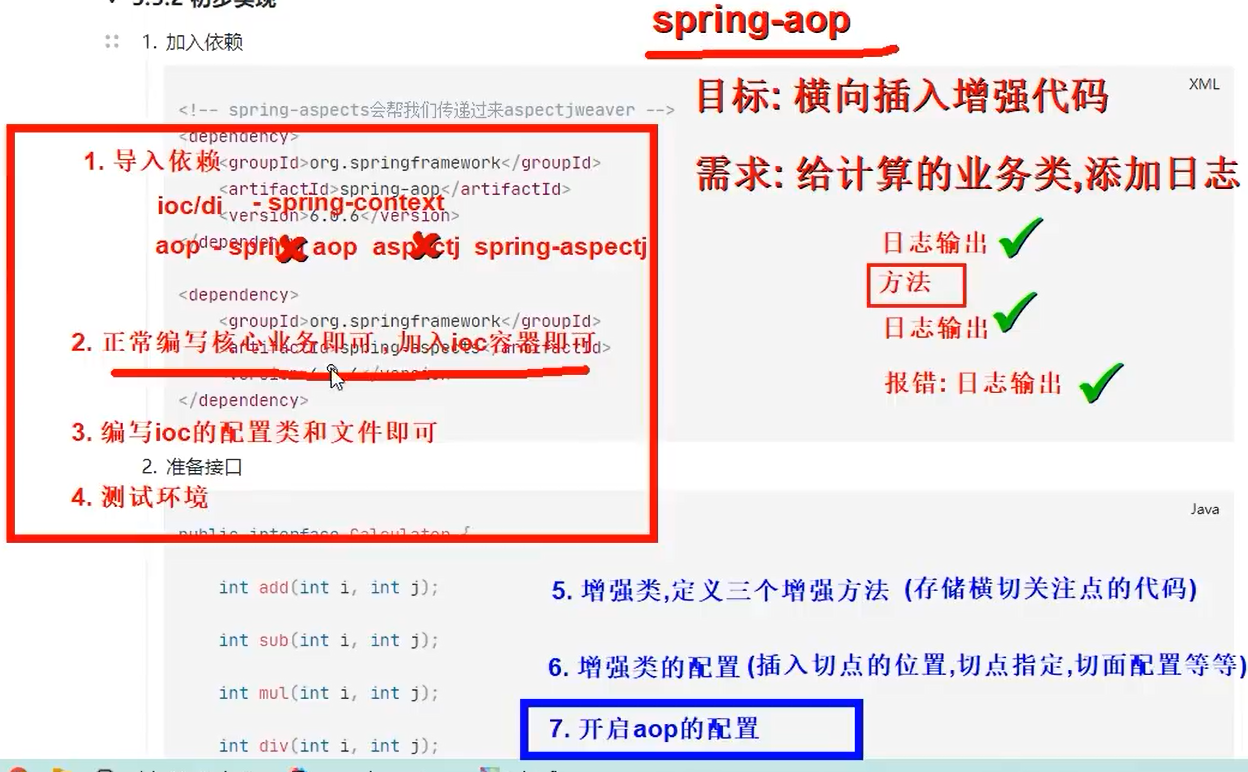 spring-aop
1. 加入依赖
XML
目标: 横向插入增强代码
<!-- spring-aspects会帮我们传递过来aspectjweaver -->
<dependency>
1. 导入依赖
<groupId>org.springframework</groupId>
需求: 给计算的业务类,添加日志
<artifactId>spring-aop</artifactId>
ioc/di - spring-context
<version>6.0.6</version>
日志输出
</dependency>
aop - spring aop aspectj spring-aspectj
方法
<dependency>
<groupId>org.springframework</groupId>
日志输出
2. 正常编写核心业务即可,加入ioc容器即可
<artifactId>spring-aspects</artifactId>
报错: 日志输出
</dependency>
3. 编写ioc的配置类和文件即可
2. 准备接口
4. 测试环境
Java
public interface Calculator {
int add(int i, int j);
5. 增强类,定义三个增强方法 (存储横切关注点的代码)
int sub(int i, int j);
6. 增强类的配置 (插入切点的位置,切点指定,切面配置等等)
int mul(int i, int j);
7. 开启aop的配置
int div(int i, int j);